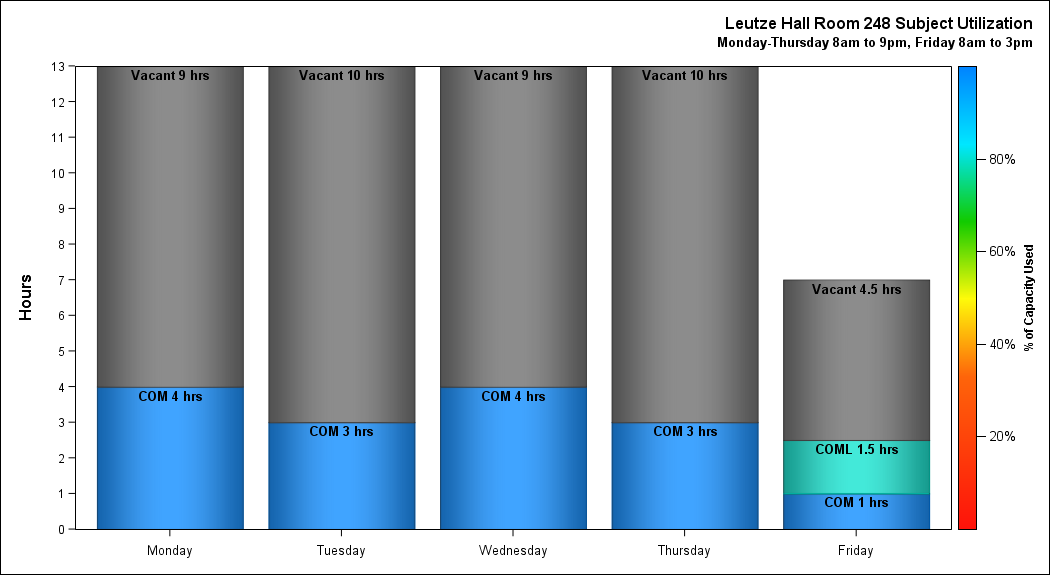 Leutze Hall Room 248 Subject Utilization
Monday-Thursday 8am to 9pm, Friday 8am to 3pm
13
12
11
10
9
8
7
6
5
4
3
2
1
0
Hours
Vacant 9 hrs
COM 4 hrs
Vacant 10 hrs
COM 3 hrs
Vacant 9 hrs
COM 4 hrs
Vacant 10 hrs
COM 3 hrs
Vacant 4.5 hrs
COML 1.5 hrs
COM 1 hrs
Monday
Tuesday
Wednesday
Thursday
Friday
80%
60%
40%
20%
% of Capacity Used